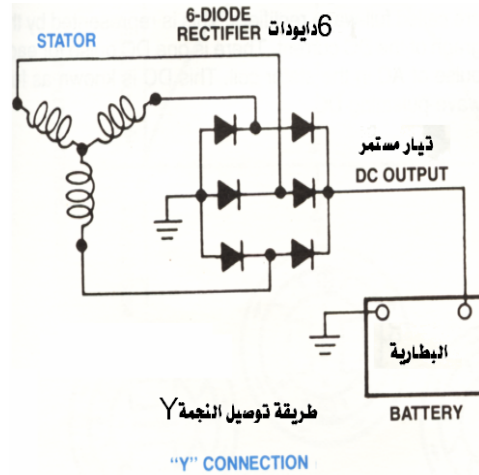 6-DIODE
RECTIFIER 6دايودات
STATOR
تيار مستمر
DC OUTPUT
البطارية
طريقة توصيل النجمة Y
BATTERY
"Y" CONNECTION